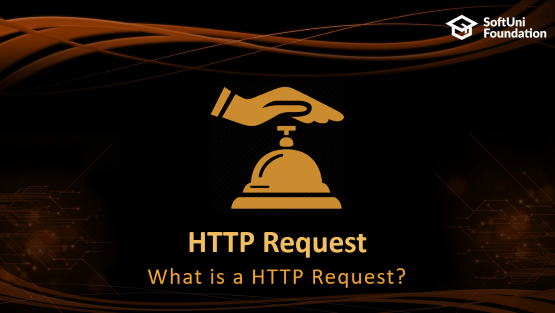 SoftUni
Foundation
HTTP Request
What is a HTTP Request?